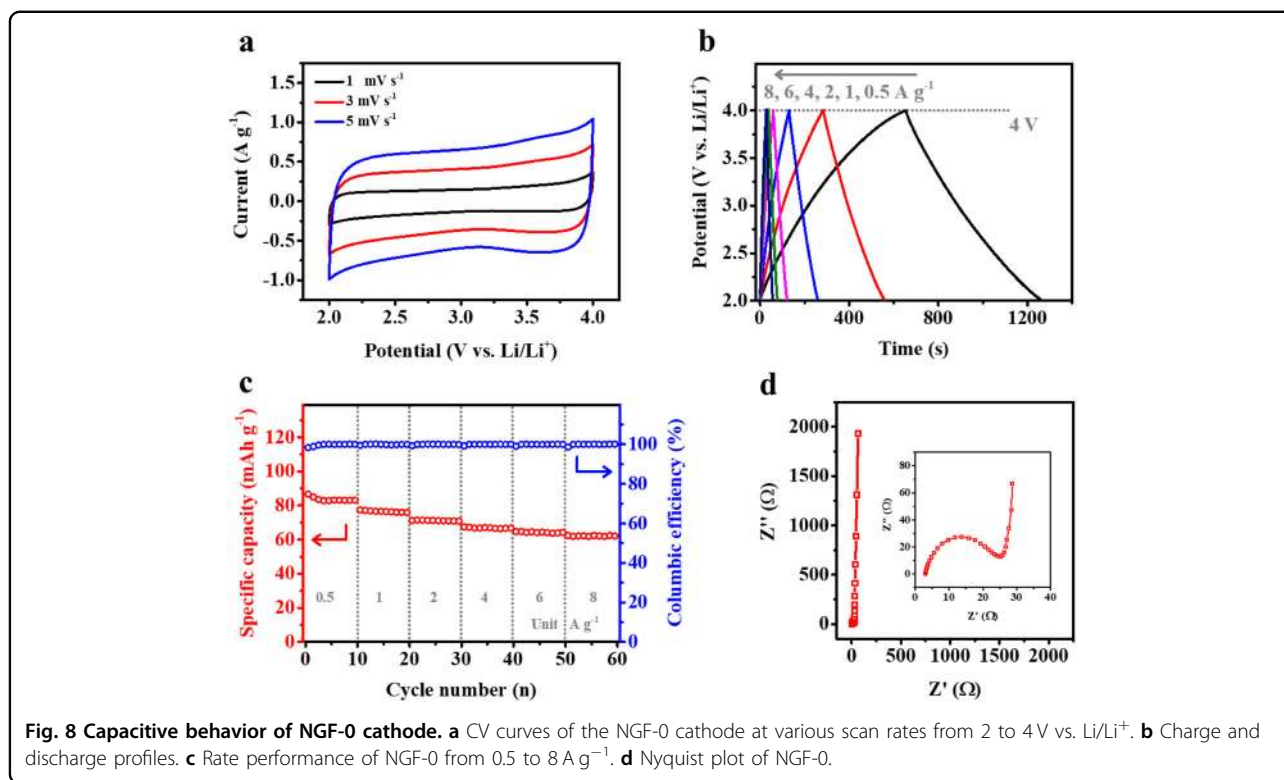 a
1 mV s⁻¹
3 mV s⁻¹
5 mV s⁻¹
1.5
1.0
0.5
0.0
-0.5
-1.0
Current (A g⁻¹)
2.0 2.5 3.0 3.5 4.0
Potential (V vs. Li/Li⁺)
b
8, 6, 4, 2, 1, 0.5 A g⁻¹
4 V
4.0
3.5
3.0
2.5
2.0
Potential (V vs. Li/Li⁺)
0 400 800 1200
Time (s)
c
120
100
80
60
40
20
0
Specific capacity (mAh g⁻¹)
100
80
60
40
20
0
Columbic efficiency (%)
0.5 1 2 4 6 8
Unit : A g⁻¹
0 10 20 30 40 50 60
Cycle number (n)
d
2000
1500
1000
500
0
Z'' (Ω)
0 500 1000 1500 2000
Z' (Ω)
80
60
40
20
0
Z'' (Ω)
0 10 20 30 40
Z' (Ω)
Fig. 8 Capacitive behavior of NGF-0 cathode. a CV curves of the NGF-0 cathode at various scan rates from 2 to 4 V vs. Li/Li⁺. b Charge and
discharge profiles. c Rate performance of NGF-0 from 0.5 to 8 A g⁻¹. d Nyquist plot of NGF-0.